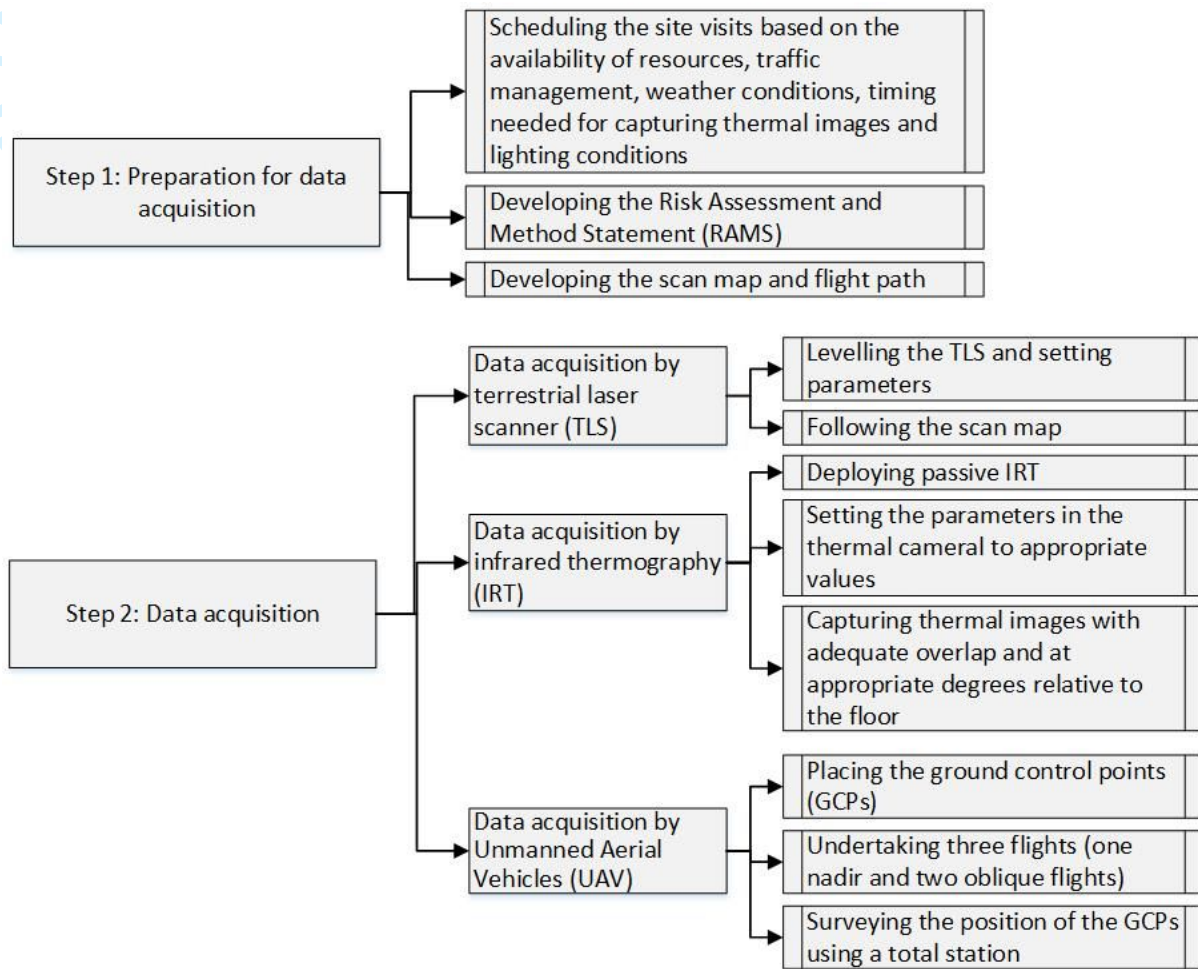 Scheduling the site visits based on the
availability of resources, traffic
management, weather conditions, timing
needed for capturing thermal images and
lighting conditions
Step 1: Preparation for data
acquisition
Developing the Risk Assessment and
Method Statement (RAMS)
Developing the scan map and flight path
Data acquisition by
terrestrial laser
scanner (TLS)
Levelling the TLS and setting
parameters
Following the scan map
Step 2: Data acquisition
Data acquisition by
infrared thermography
(IRT)
Deploying passive IRT
Setting the parameters in the
thermal cameral to appropriate
values
Capturing thermal images with
adequate overlap and at
appropriate degrees relative to
the floor
Data acquisition by
Unmanned Aerial
Vehicles (UAV)
Placing the ground control points
(GCPs)
Undertaking three flights (one
nadir and two oblique flights)
Surveying the position of the GCPs
using a total station